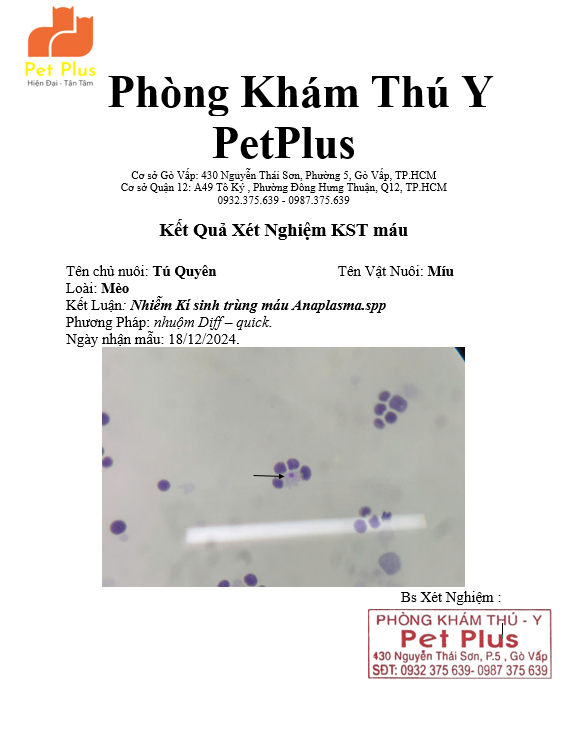 Pet Plus
Hiện Đại - Tận Tâm
Phòng Khám Thú Y
PetPlus
Cơ sở Gò Vấp: 430 Nguyễn Thái Sơn, Phường 5, Gò Vấp, TP.HCM
Cơ sở Quận 12: A49 Tô Ký , Phường Đông Hưng Thuận, Q12, TP.HCM
0932.375.639 - 0987.375.639
Kết Quả Xét Nghiệm KST máu
Tên chủ nuôi: Tú Quyên Tên Vật Nuôi: Míu
Loài: Mèo
Kết Luận: Nhiễm Kí sinh trùng máu Anaplasma.spp
Phương Pháp: nhuộm Diff – quick.
Ngày nhận mẫu: 18/12/2024.
Bs Xét Nghiệm :
PHÒNG KHÁM THÚ - Y
Pet Plus
430 Nguyễn Thái Sơn, P.5 , Gò Vấp
SĐT: 0932 375 639- 0987 375 639